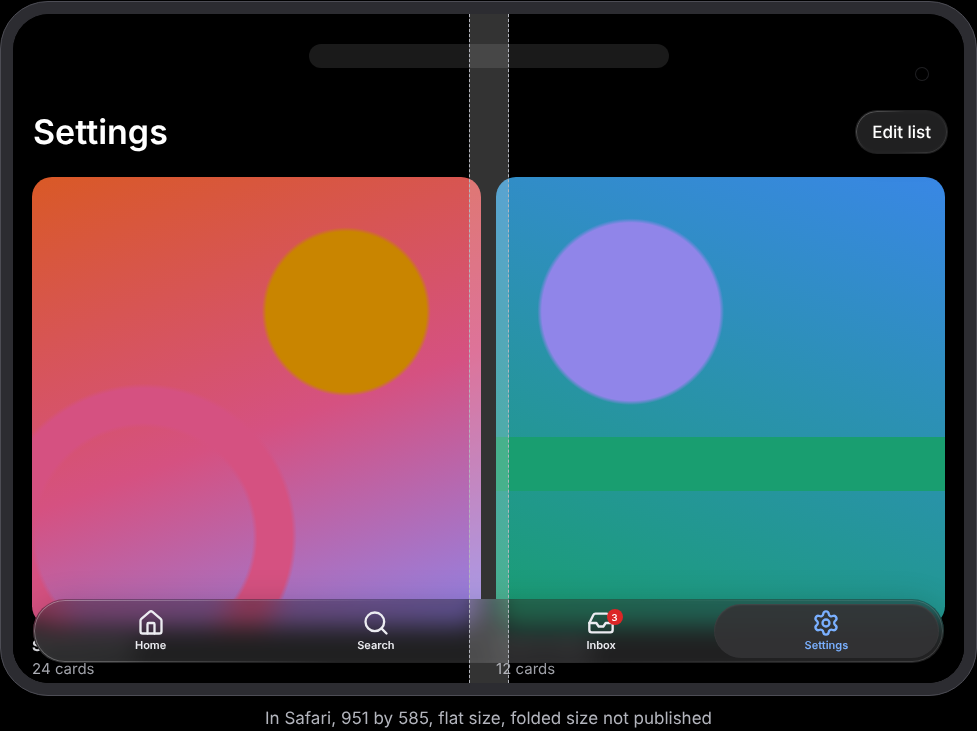 Settings
Edit list
Home
Search
Inbox
3
Settings
24 cards
12 cards
In Safari, 951 by 585, flat size, folded size not published